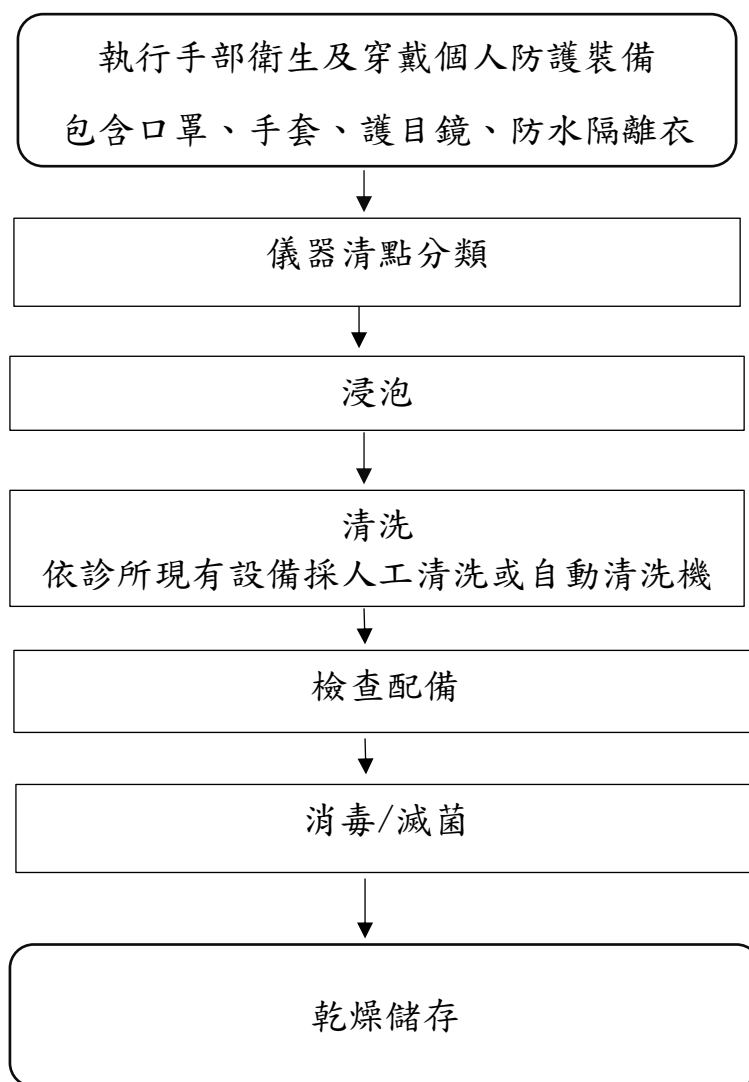 執行手部衛生及穿戴個人防護裝備
包含口罩、手套、護目鏡、防水隔離衣
儀器清點分類
浸泡
清洗
依診所現有設備採人工清洗或自動清洗機
檢查配備
消毒/滅菌
乾燥儲存